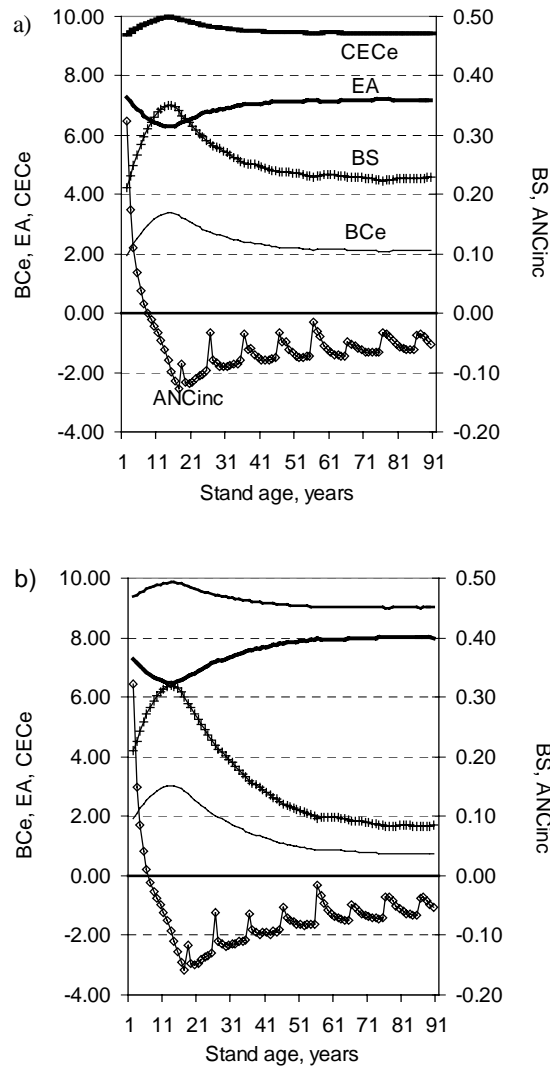 a)
10.00
8.00
6.00
4.00
2.00
0.00
-2.00
-4.00
BCe, EA, CECe
0.50
0.40
0.30
0.20
0.10
0.00
-0.10
-0.20
BS, ANCinc
CECe
EA
BS
BCe
ANCinc
1 11 21 31 41 51 61 71 81 91
Stand age, years
b)
10.00
8.00
6.00
4.00
2.00
0.00
-2.00
-4.00
BCe, EA, CECe
0.50
0.40
0.30
0.20
0.10
0.00
-0.10
-0.20
BS, ANCinc
1 11 21 31 41 51 61 71 81 91
Stand age, years